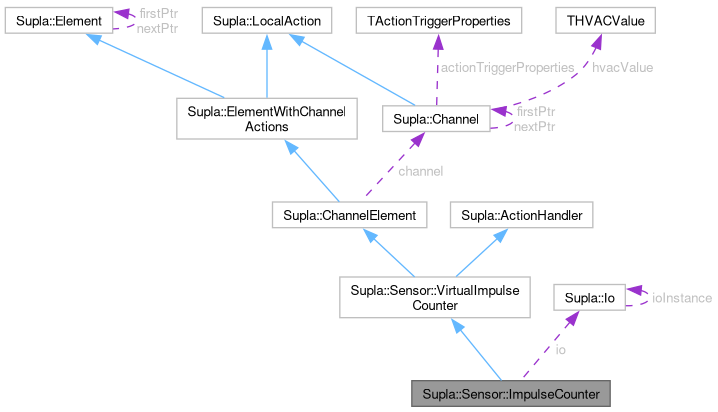 Supla::Element
firstPtr
nextPtr
Supla::LocalAction
TActionTriggerProperties
THVACValue
actionTriggerProperties
hvacValue
Supla::ElementWithChannel
Actions
Supla::Channel
firstPtr
nextPtr
channel
Supla::ChannelElement
Supla::ActionHandler
Supla::Sensor::VirtualImpulse
Counter
Supla::Io
ioInstance
io
Supla::Sensor::ImpulseCounter